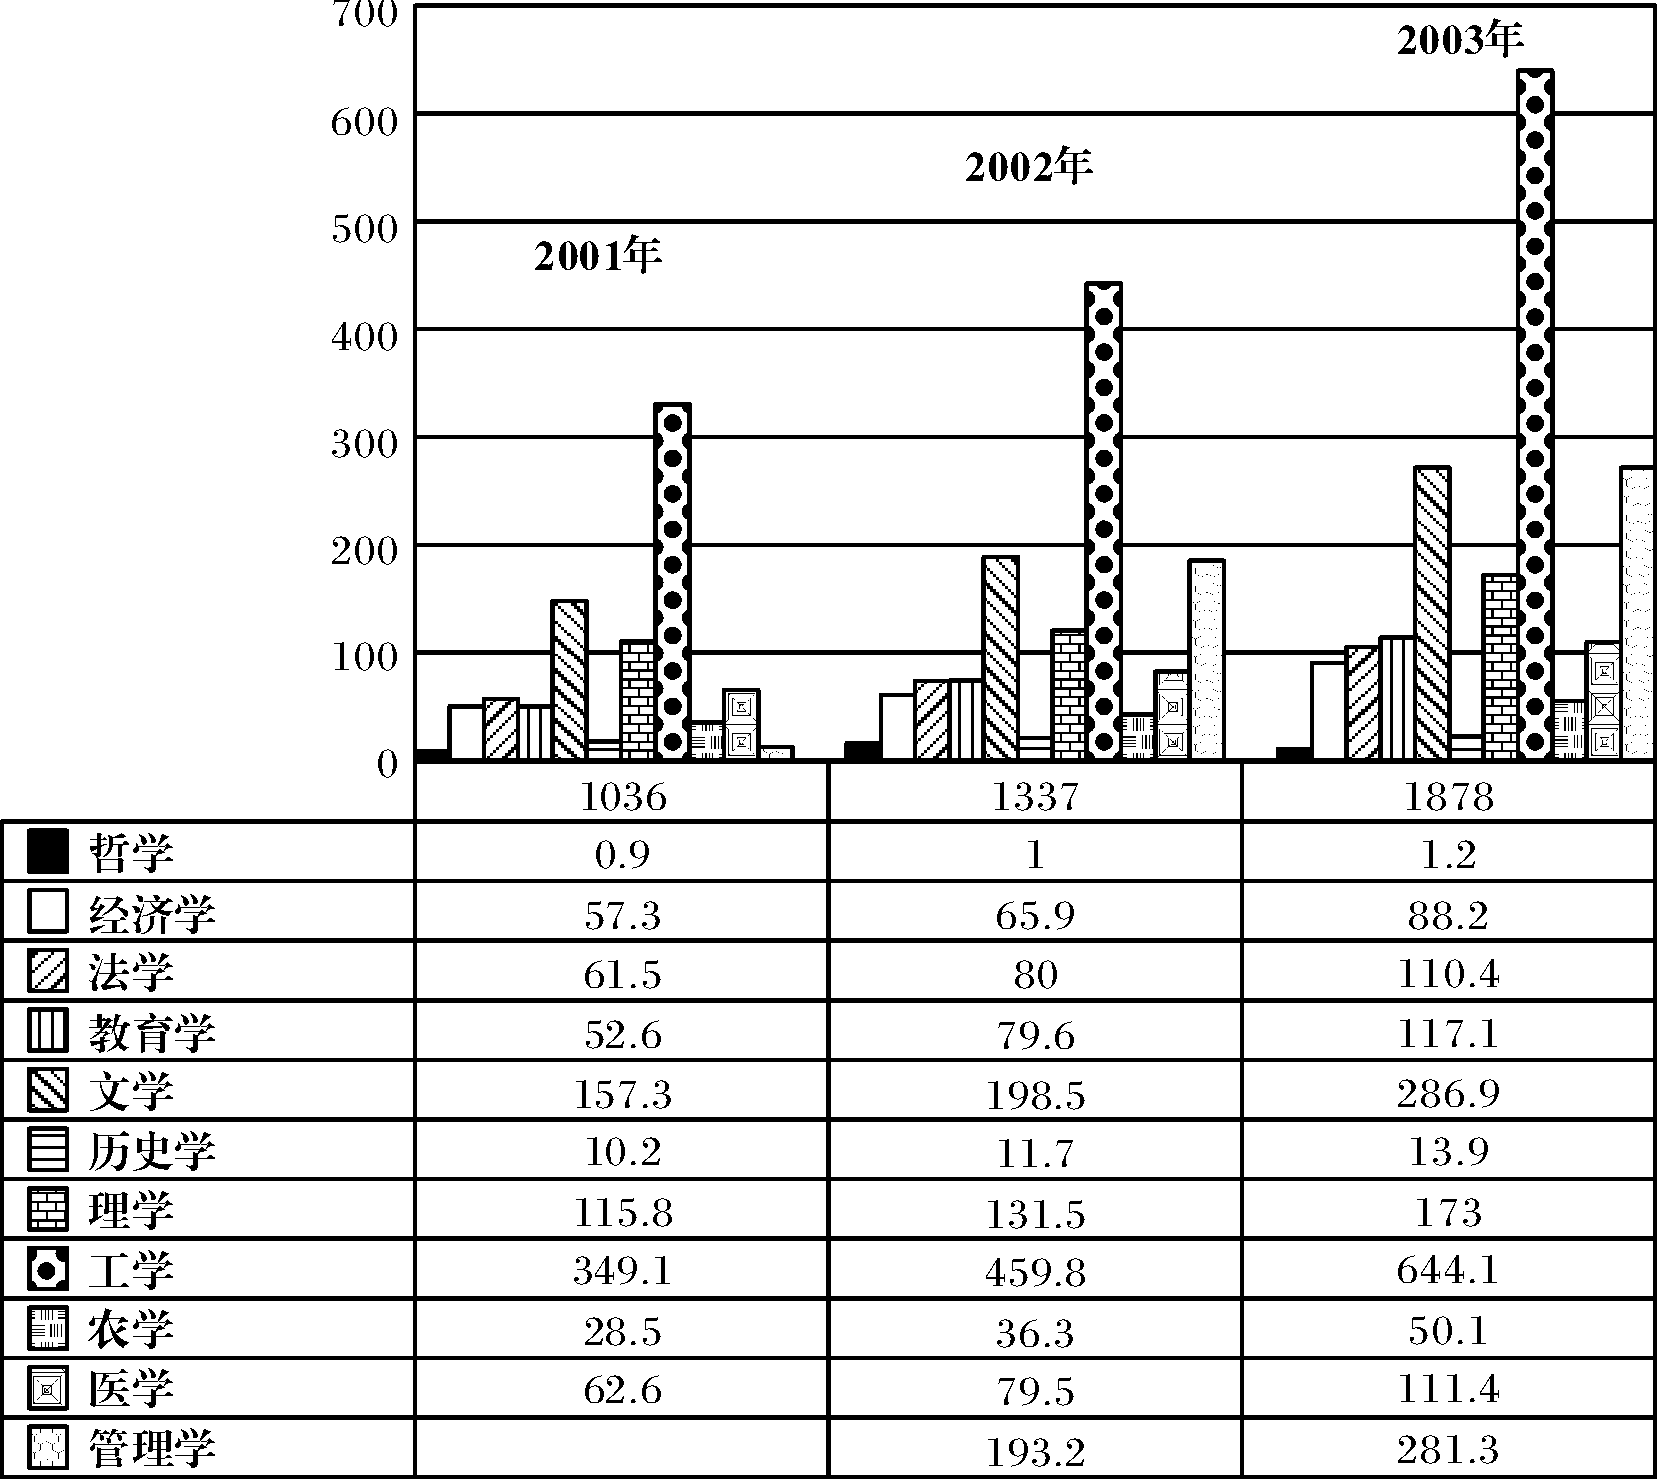 700
2003年
600
2002年
500
2001年
400
300
200
100
0
1036 1337 1878
哲学 0.9 1 1.2
经济学 57.3 65.9 88.2
法学 61.5 80 110.4
教育学 52.6 79.6 117.1
文学 157.3 198.5 286.9
历史学 10.2 11.7 13.9
理学 115.8 131.5 173
工学 349.1 459.8 644.1
农学 28.5 36.3 50.1
医学 62.6 79.5 111.4
管理学 193.2 281.3